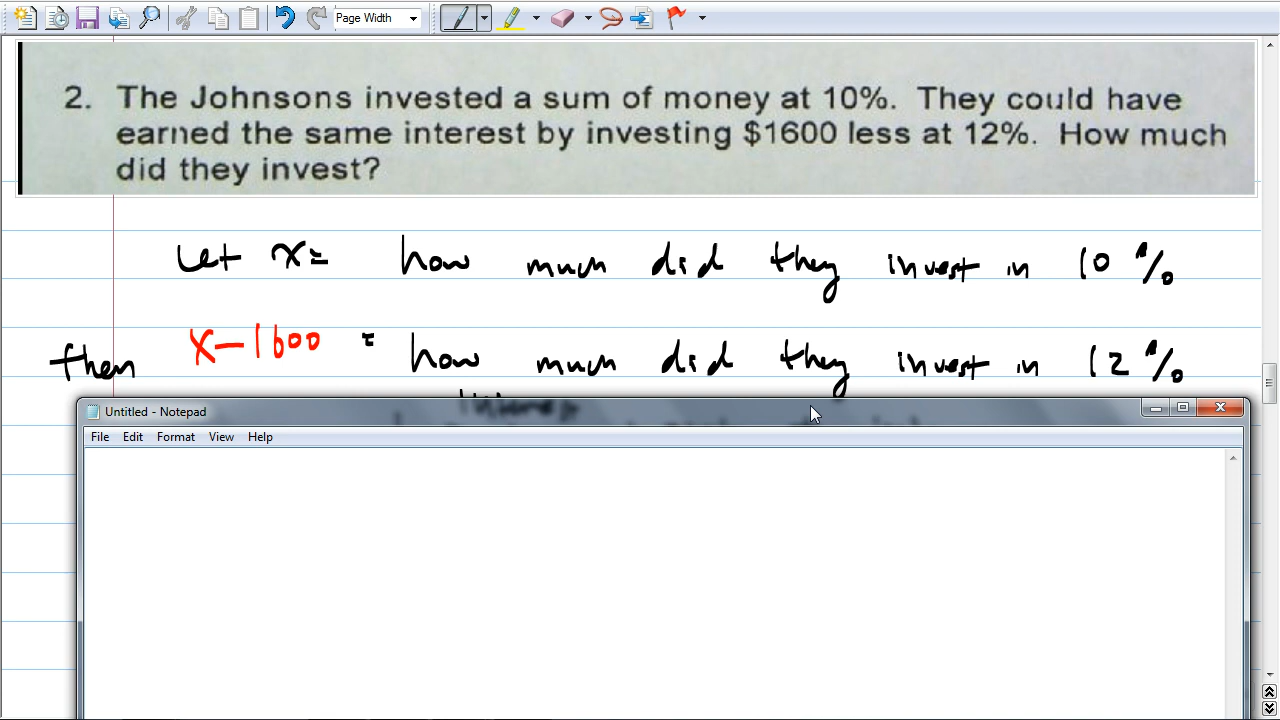 Page Width
2. The Johnsons invested a sum of money at 10%. They could have
earned the same interest by investing $1600 less at 12%. How much
did they invest?
Let x= how much did they invest in 10%
then x-1600 = how much did they invest in 12%
Untitled - Notepad
File Edit Format View Help